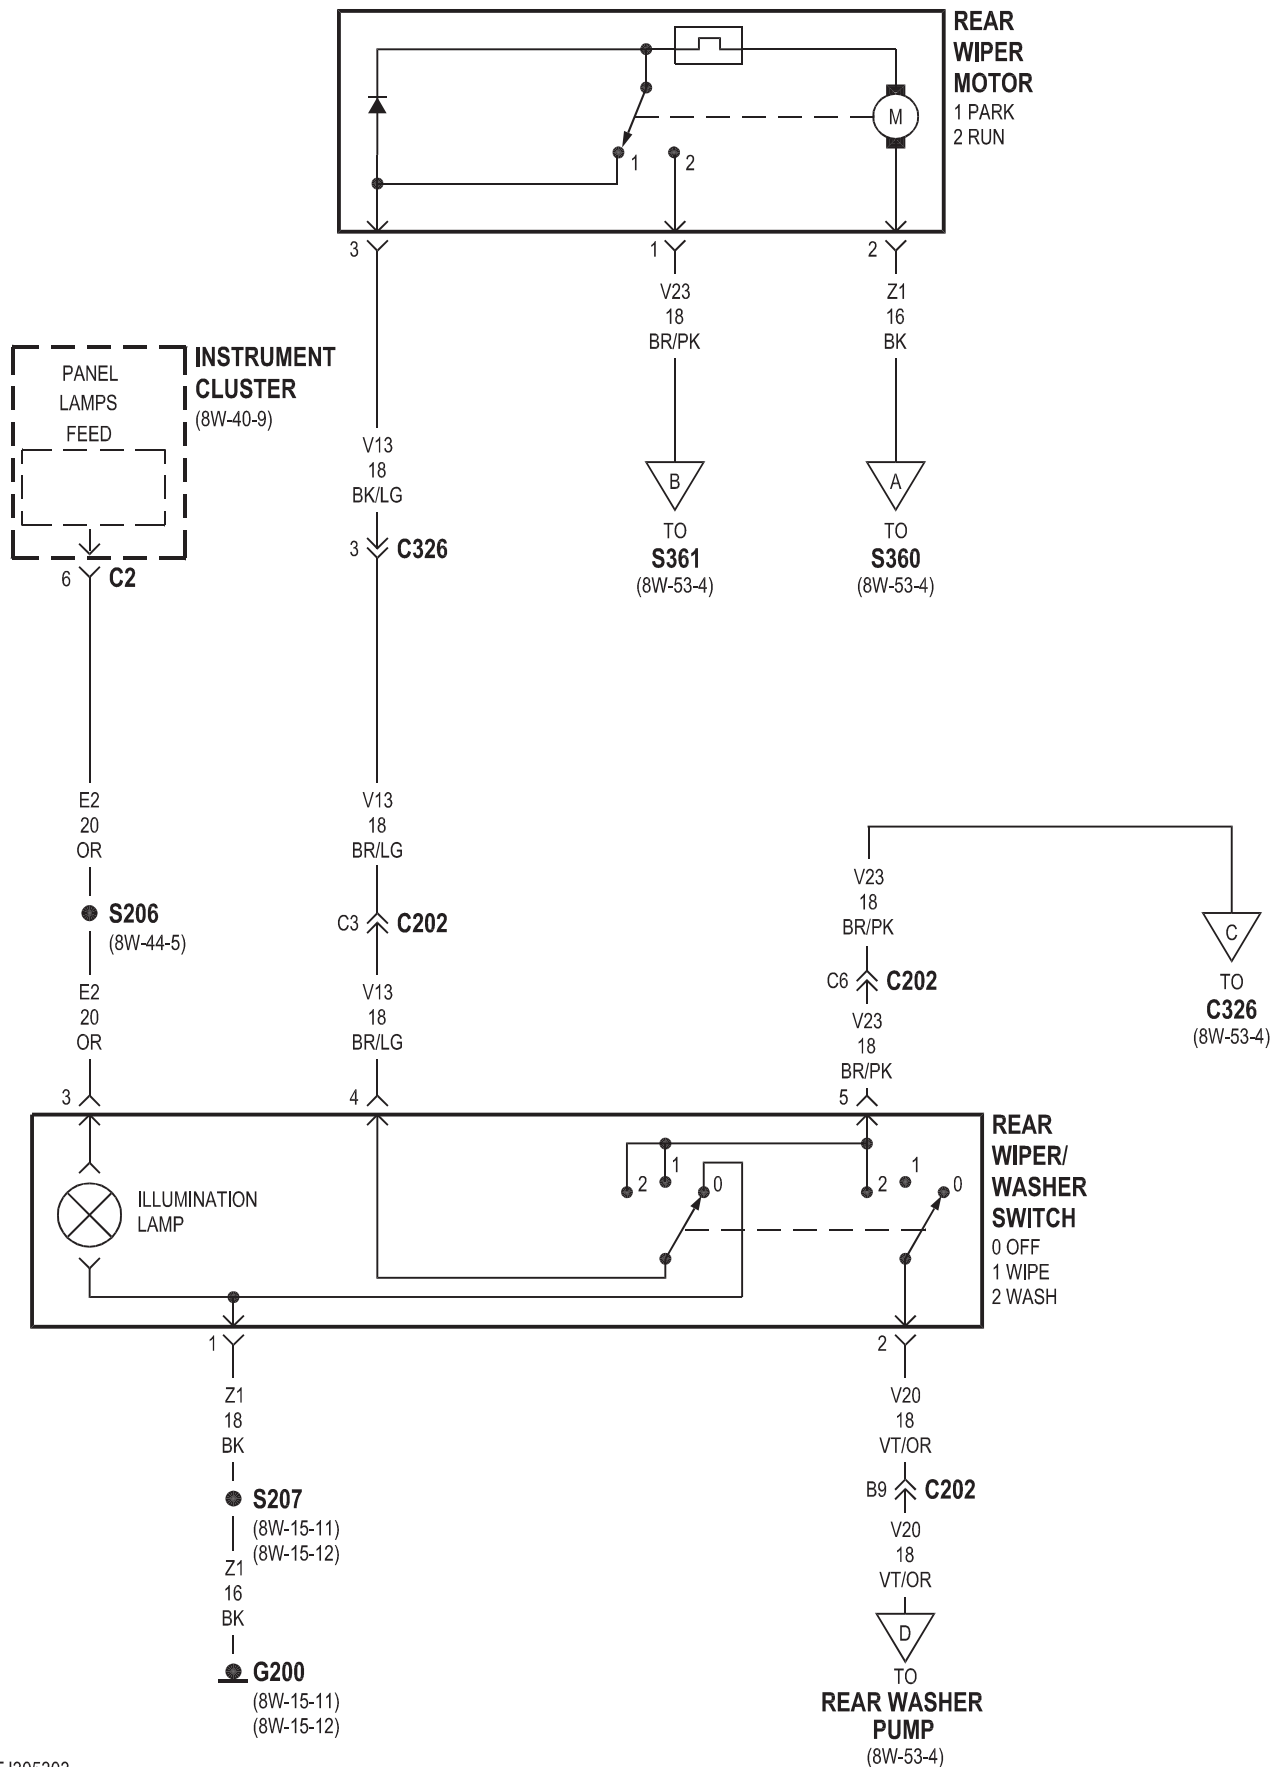 REAR
WIPER
MOTOR
1 PARK
2 RUN
M
1
2
3
1
2
V23
18
BR/PK
Z1
16
BK
INSTRUMENT
CLUSTER
(8W-40-9)
PANEL
LAMPS
FEED
V13
18
BK/LG
B
A
TO
S361
(8W-53-4)
TO
S360
(8W-53-4)
3
C326
6
C2
E2
20
OR
V13
18
BR/LG
V23
18
BR/PK
S206
(8W-44-5)
C3
C202
C
TO
C326
(8W-53-4)
C6
C202
E2
20
OR
V13
18
BR/LG
V23
18
BR/PK
3
4
5
REAR
WIPER/
WASHER
SWITCH
0 OFF
1 WIPE
2 WASH
ILLUMINATION
LAMP
2
1
0
2
1
0
1
2
Z1
18
BK
V20
18
VT/OR
S207
(8W-15-11)
(8W-15-12)
B9
C202
Z1
16
BK
V20
18
VT/OR
G200
(8W-15-11)
(8W-15-12)
D
TO
REAR WASHER
PUMP
(8W-53-4)